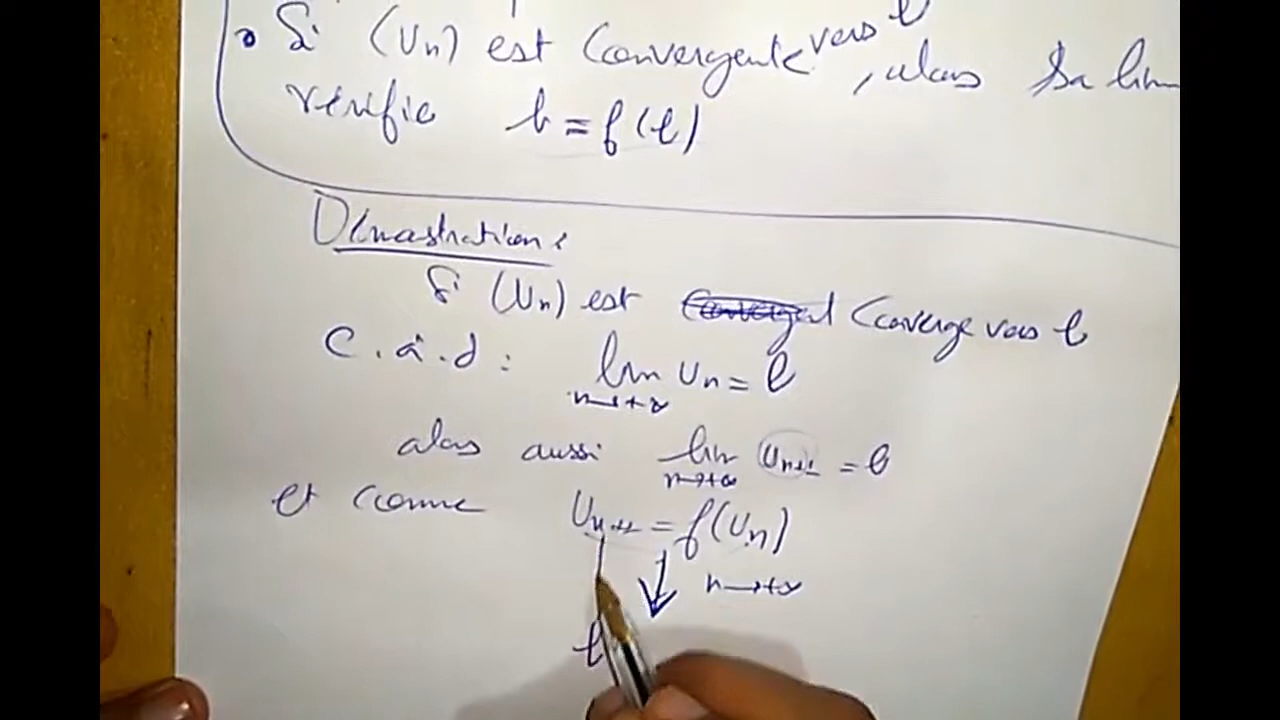 • Si (Un) est Convergente vers l, alors sa lim
vérifie l = f(l)
Démonstration :
Si (Un) est Converge vers l
C.à.d : lim Un = l
n→+∞
alors aussi lim Un+1 = l
n→+∞
et comme Un+1 = f(Un)
n→+∞
l